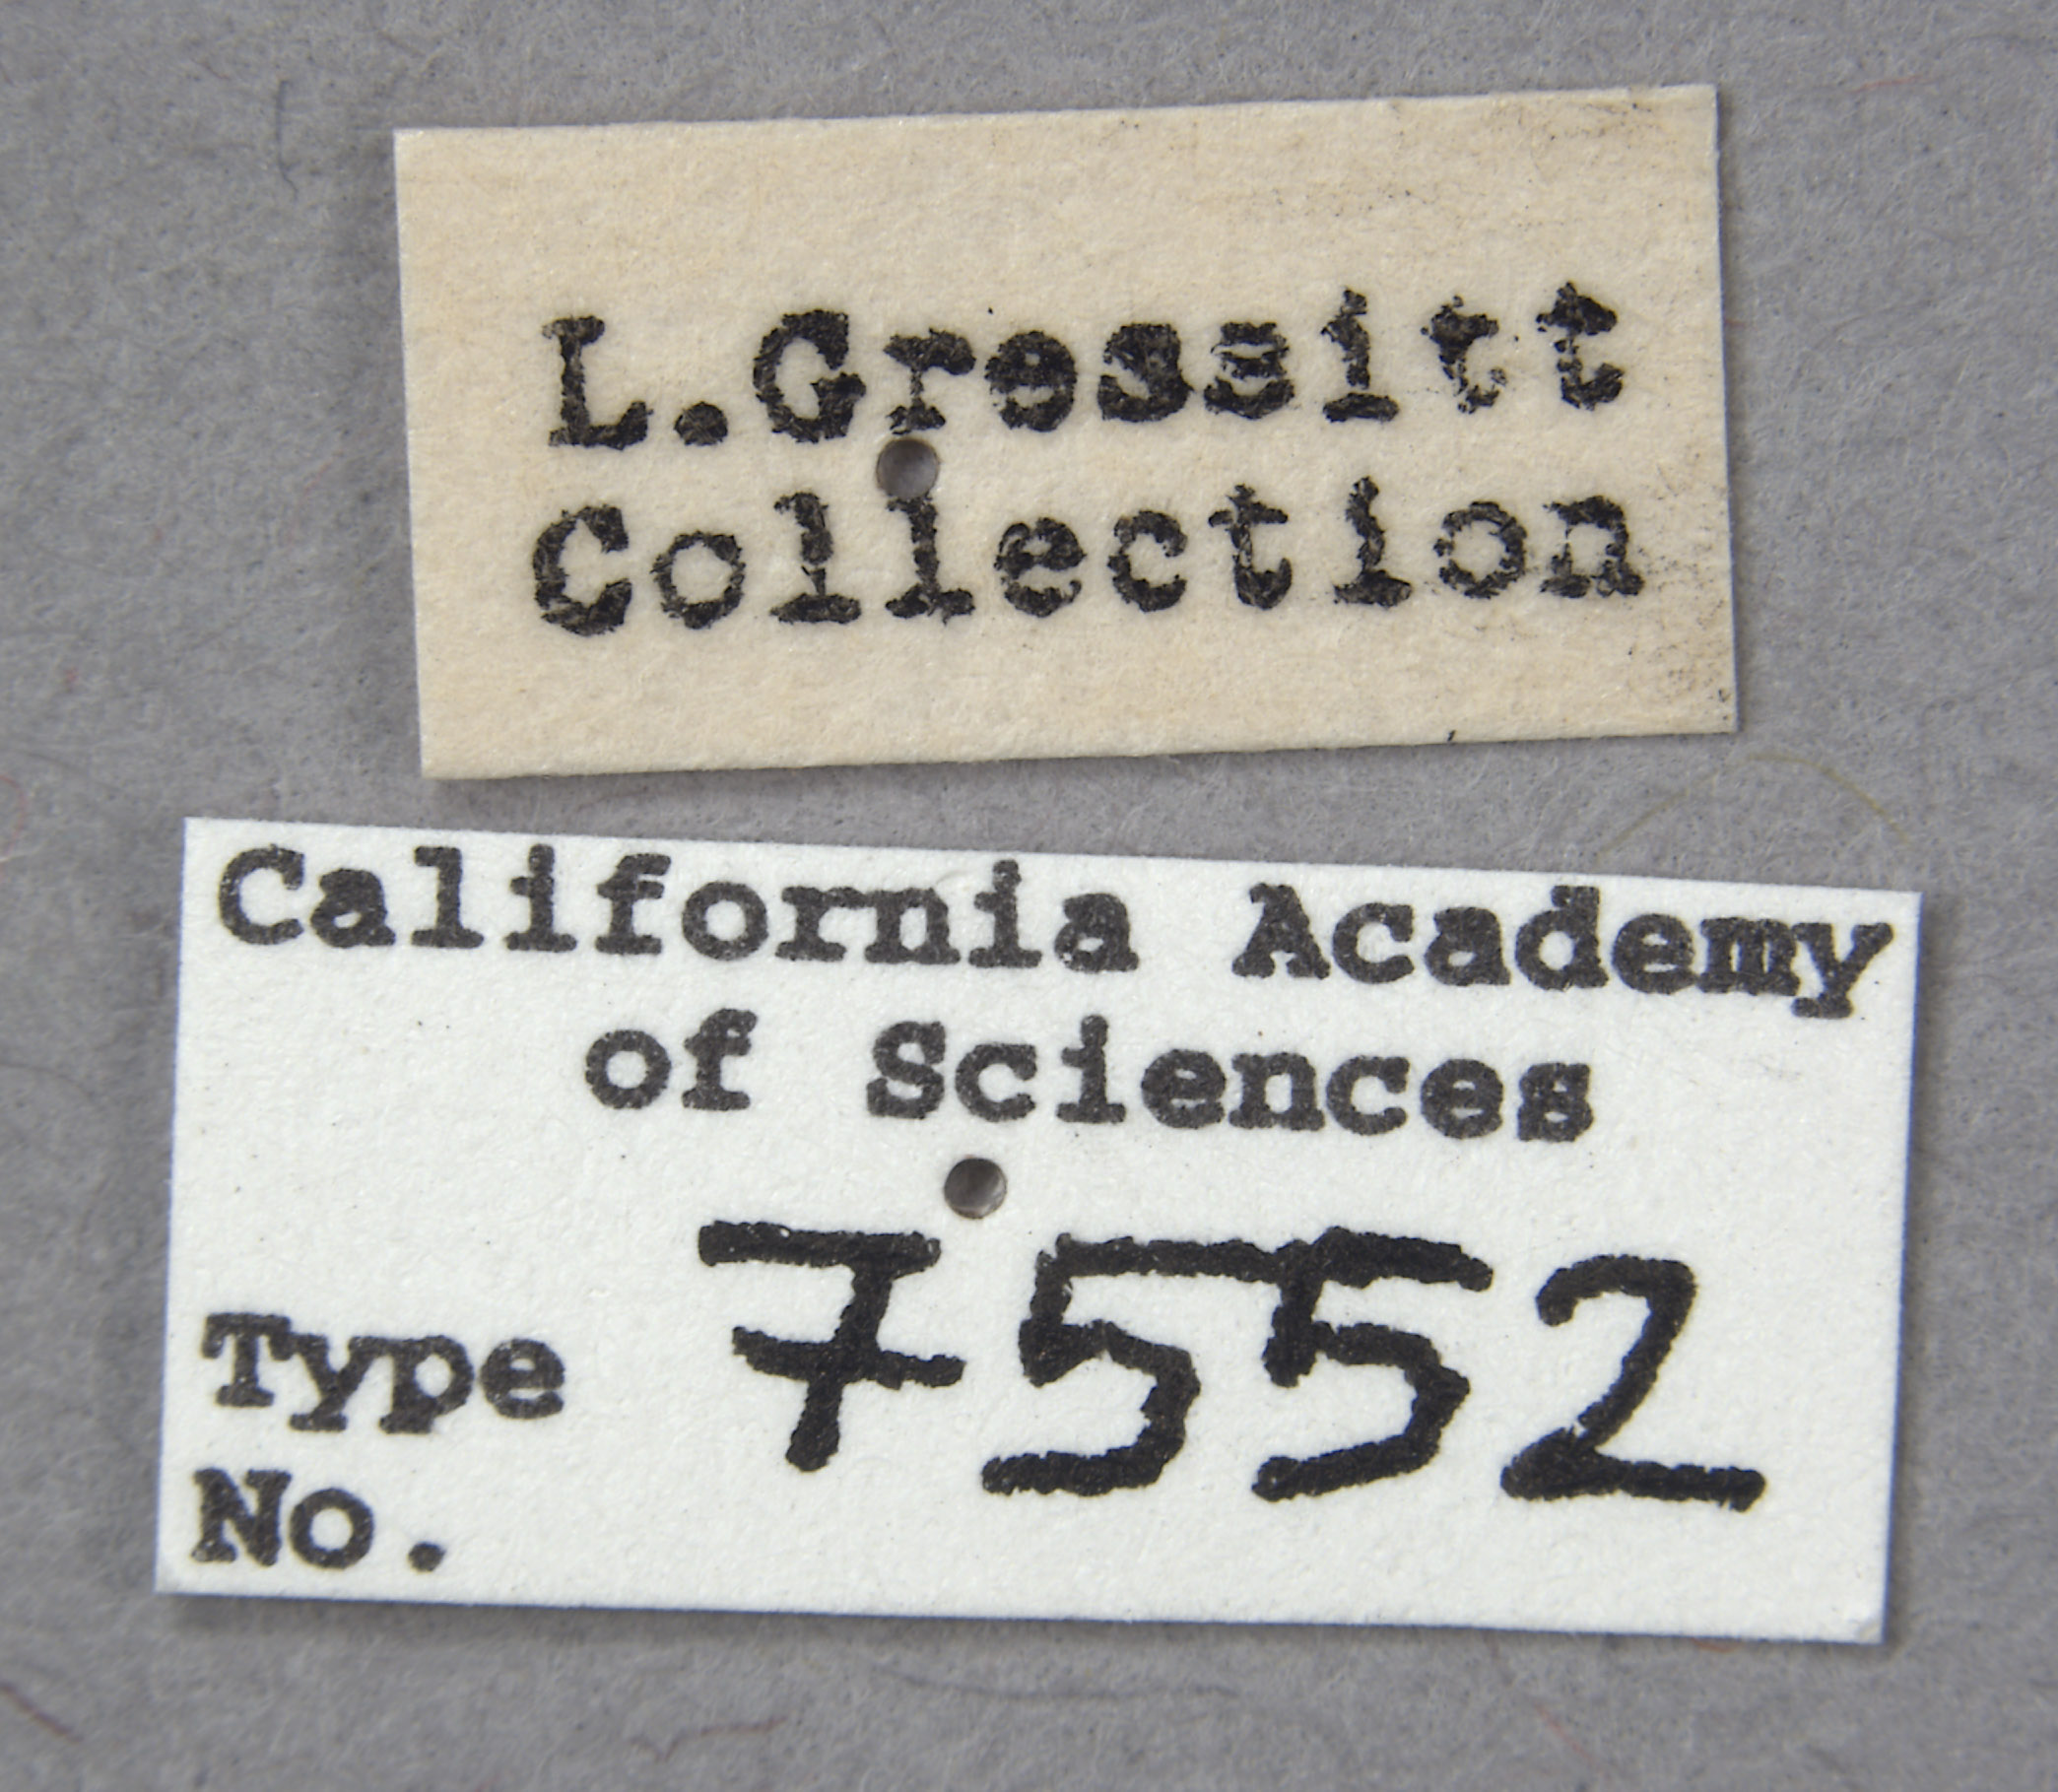 L.Gressitt
Collection
California Academy
of Sciences
Type 7552
No.